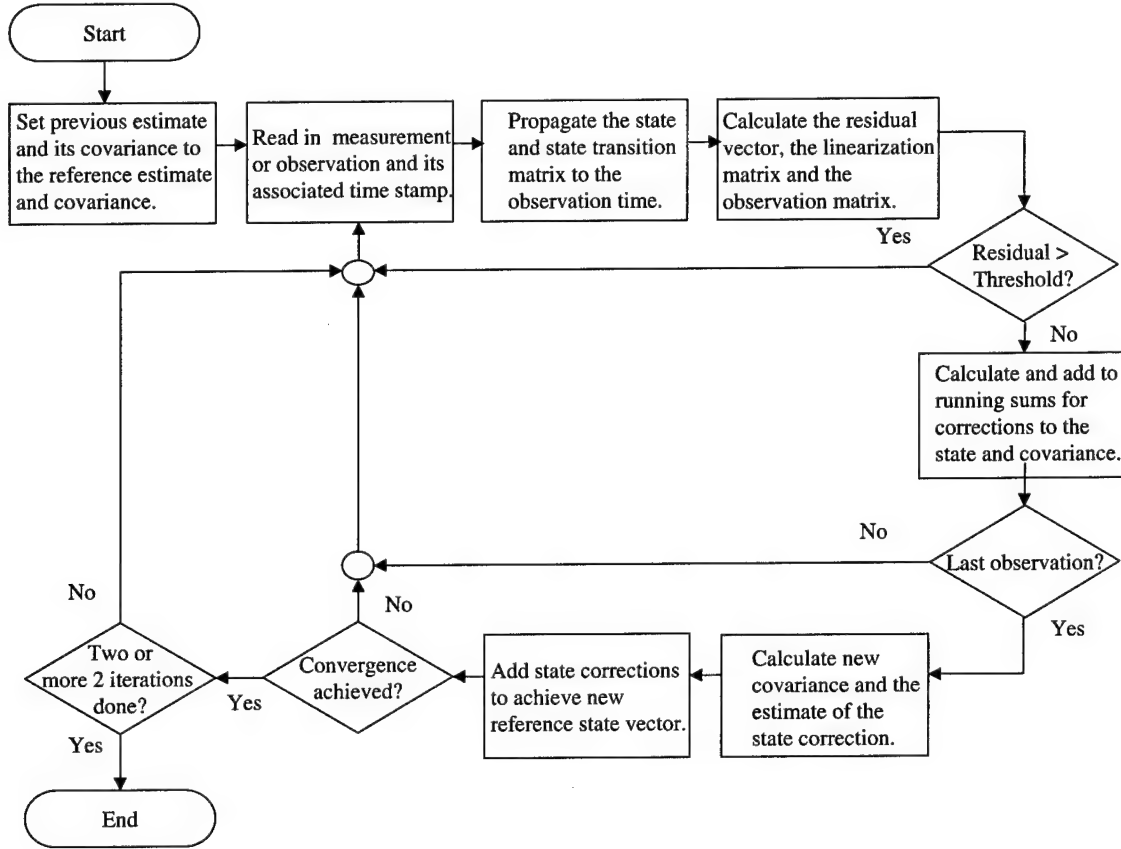 Start
Set previous estimate
and its covariance to
the reference estimate
and covariance.
Read in measurement
or observation and its
associated time stamp.
Propagate the state
and state transition
matrix to the
observation time.
Calculate the residual
vector, the linearization
matrix and the
observation matrix.
Yes
Residual >
Threshold?
No
Calculate and add to
running sums for
corrections to the
state and covariance.
No
Last observation?
Yes
Calculate new
covariance and the
estimate of the
state correction.
Add state corrections
to achieve new
reference state vector.
No
Convergence
achieved?
Yes
No
Two or
more 2 iterations
done?
Yes
End